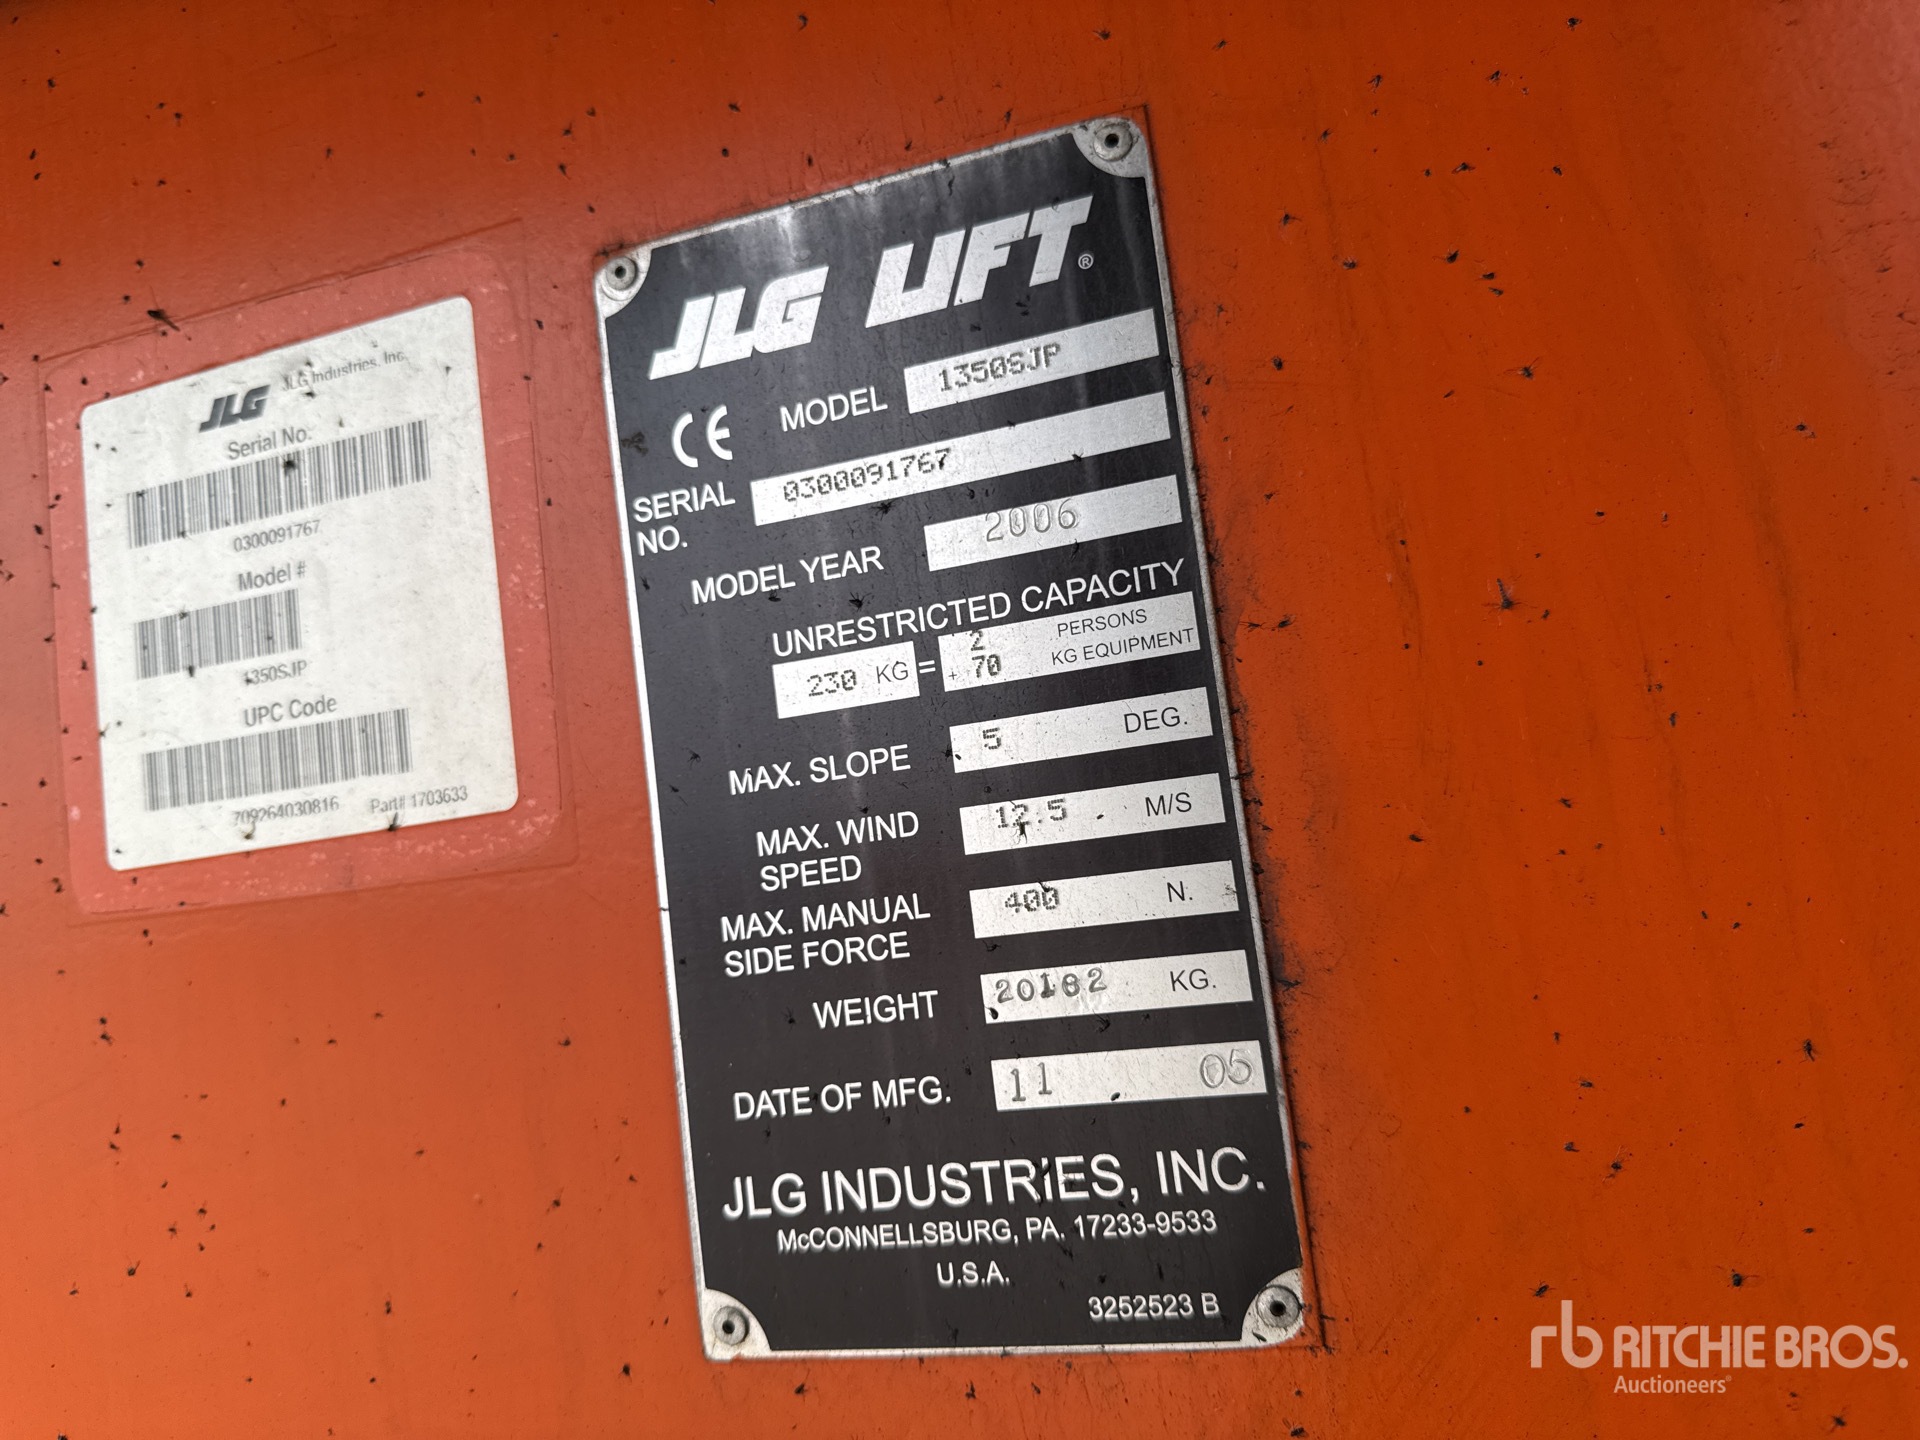 JLG JLG Industries, Inc.
Serial No:
0300091767
Model #
1350SJP
UPC Code
709264030816 Part# 1703633
JLG LIFT®
CE MODEL 1350SJP
SERIAL NO. 0300091767
MODEL YEAR 2006
UNRESTRICTED CAPACITY
230 KG = 2 PERSONS
+ 70 KG EQUIPMENT
MAX. SLOPE 5 DEG.
MAX. WIND SPEED 12.5 M/S
MAX. MANUAL SIDE FORCE 400 N.
WEIGHT 20182 KG.
DATE OF MFG. 11 05
JLG INDUSTRIES, INC.
McCONNELLSBURG, PA. 17233-9533
U.S.A.
3252523 B
rb RITCHIE BROS.
Auctioneers